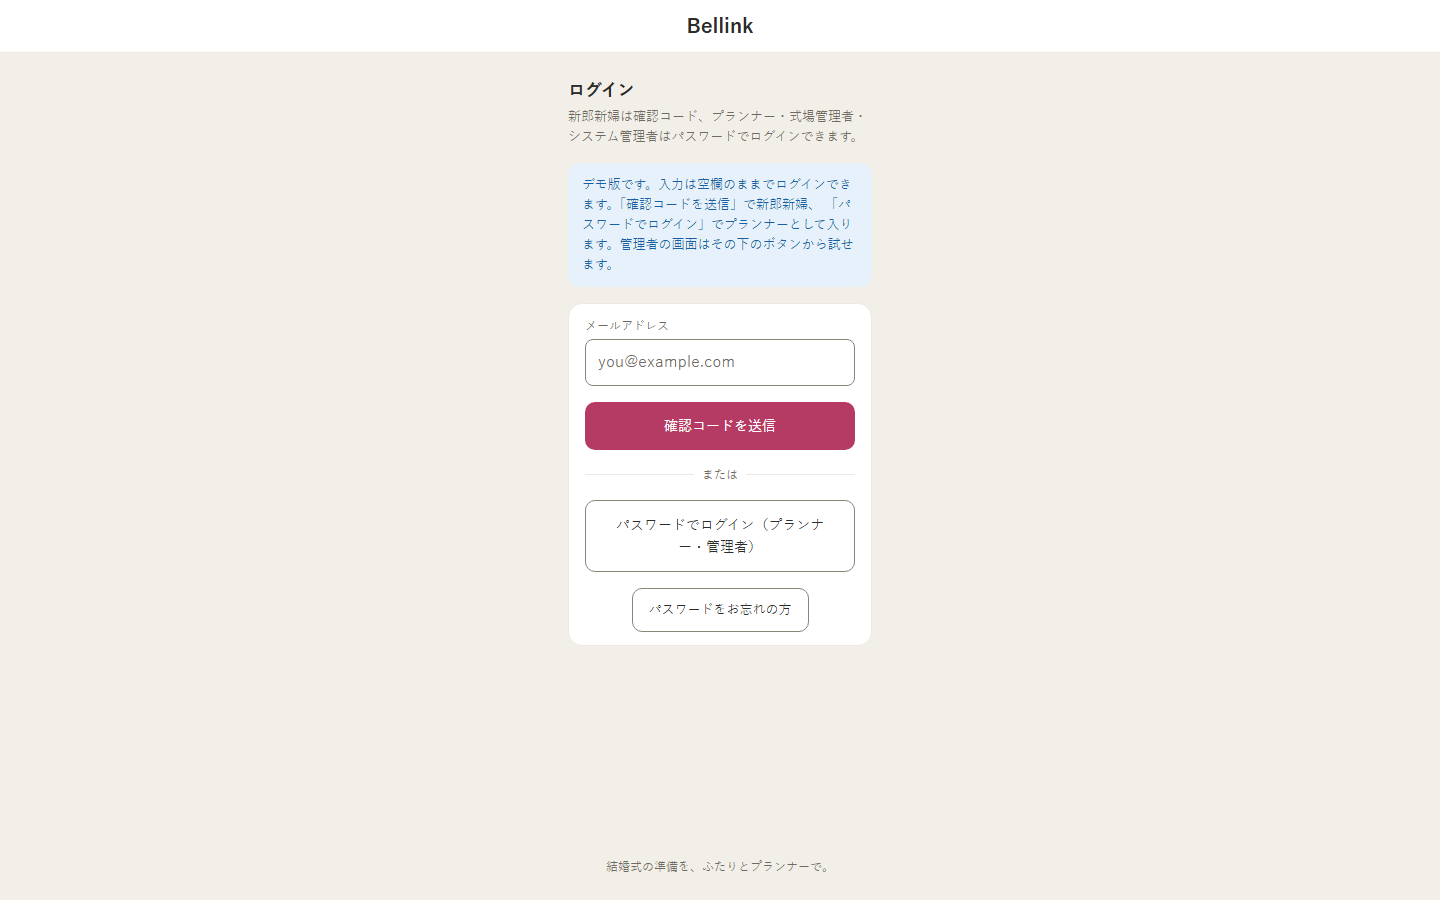 Bellink
ログイン
新郎新婦は確認コード、プランナー・式場管理者・
システム管理者はパスワードでログインできます。
デモ版です。入力は空欄のままでログインでき
ます。「確認コードを送信」で新郎新婦、 「パ
スワードでログイン」でプランナーとして入り
ます。管理者の画面はその下のボタンから試せ
ます。
メールアドレス
you@example.com
確認コードを送信
または
パスワードでログイン（プランナ
ー・管理者）
パスワードをお忘れの方
結婚式の準備を、ふたりとプランナーで。